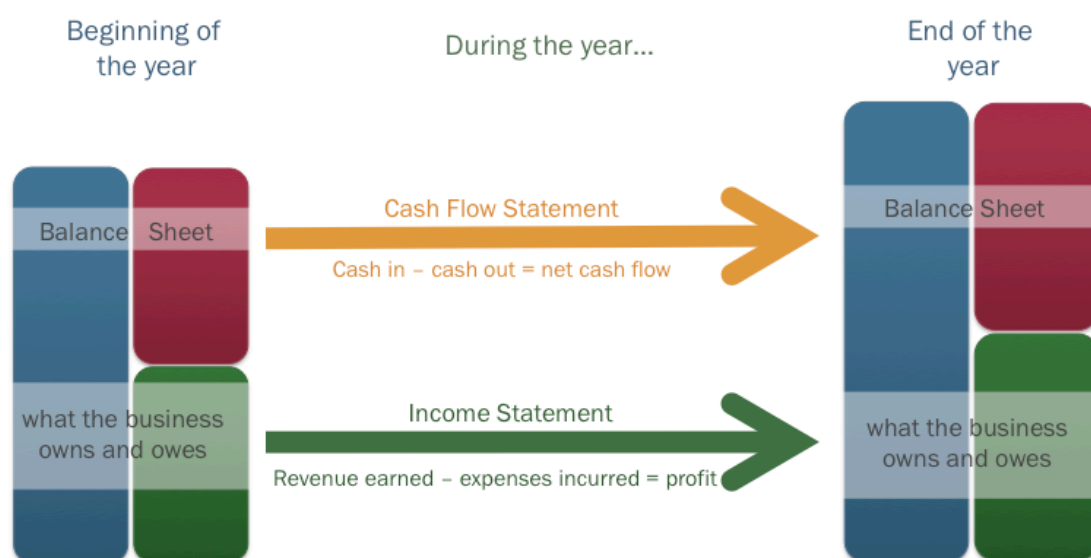 Beginning of
the year
During the year...
End of the
year
Balance Sheet
Cash Flow Statement
Cash in – cash out = net cash flow
Balance Sheet
what the business
owns and owes
Income Statement
Revenue earned – expenses incurred = profit
what the business
owns and owes